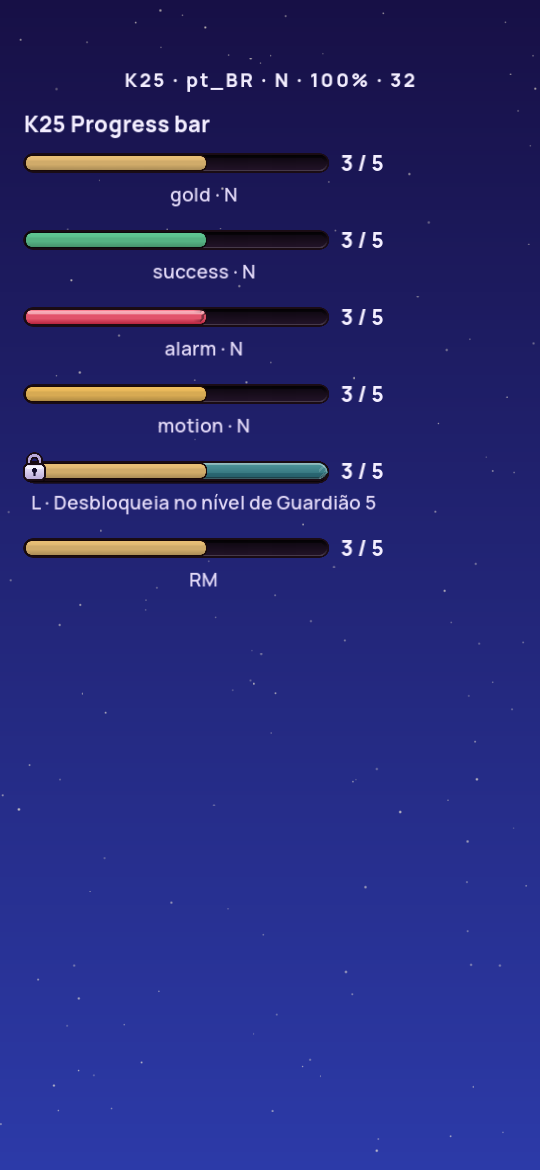 K25 · pt_BR · N · 100% · 32
K25 Progress bar
3 / 5
gold · N
3 / 5
success · N
3 / 5
alarm · N
3 / 5
motion · N
3 / 5
L · Desbloqueia no nível de Guardião 5
3 / 5
RM